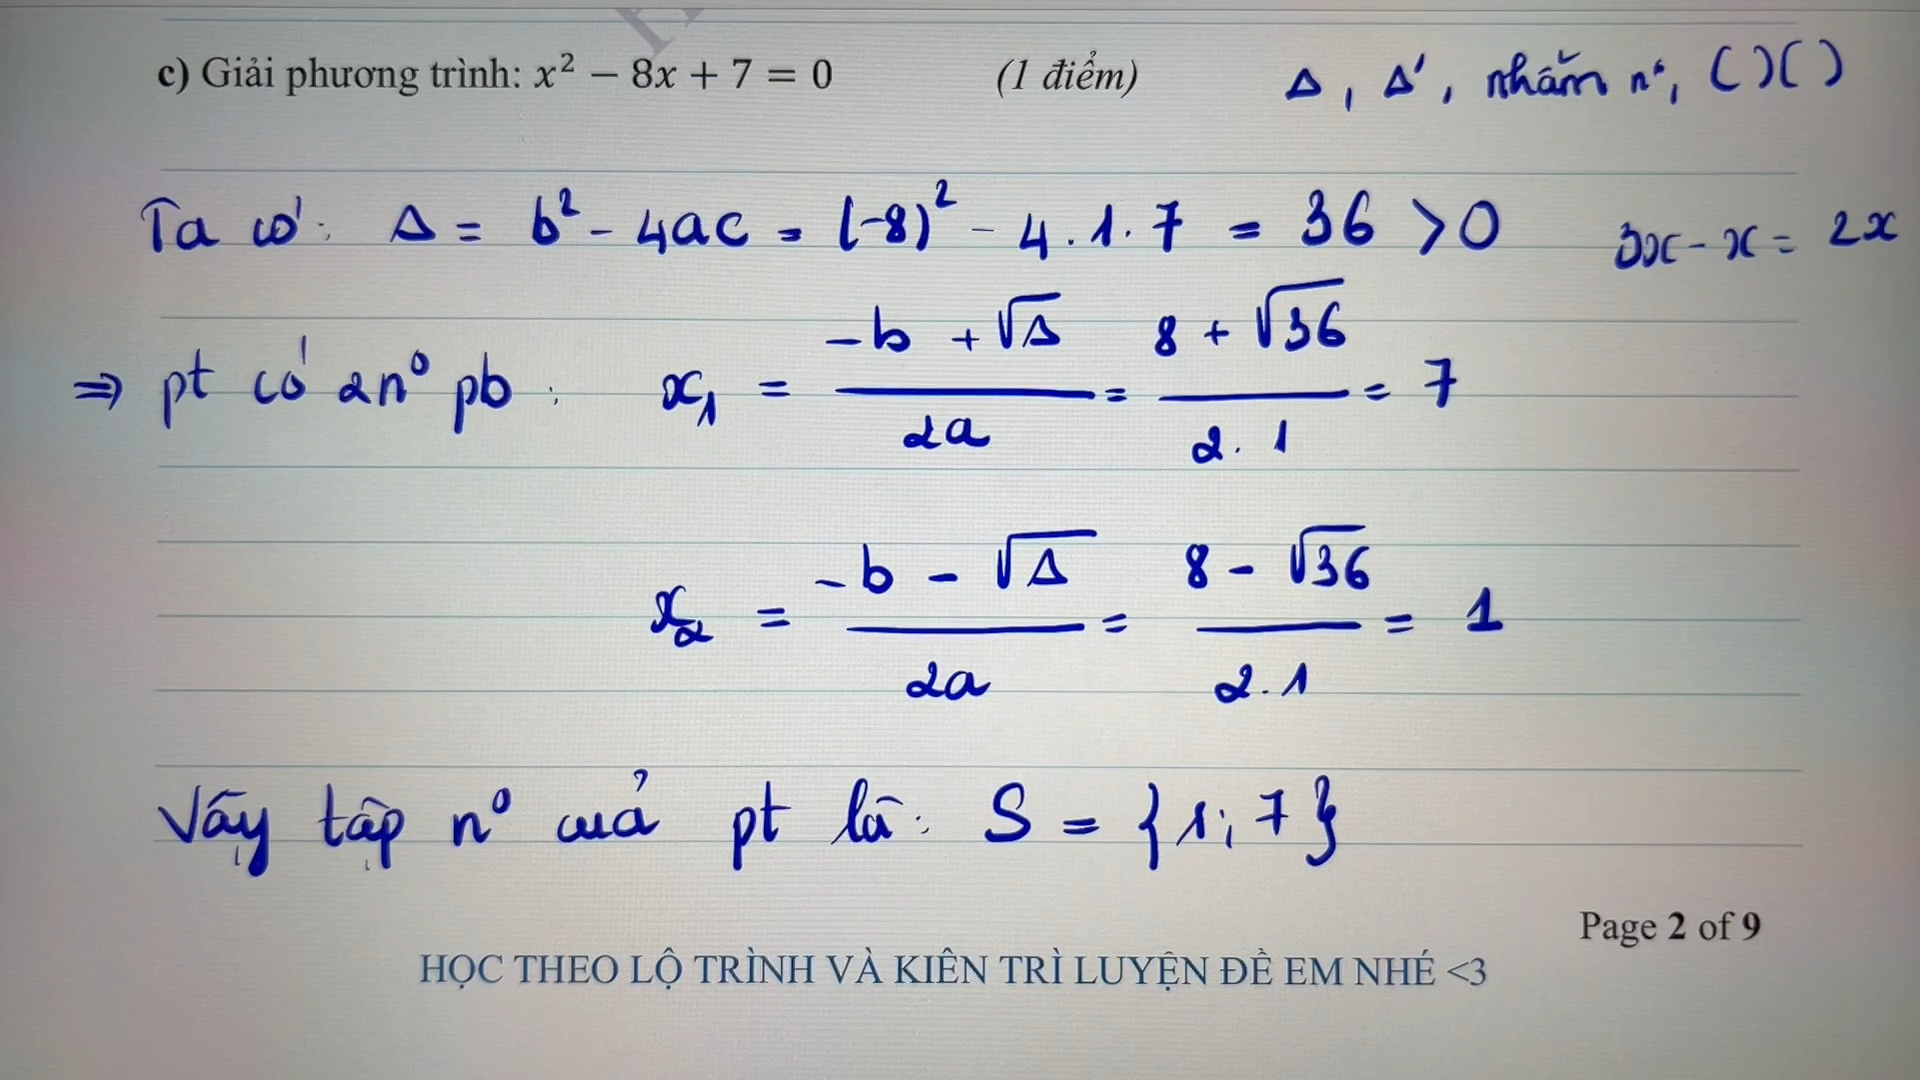 c) Giải phương trình: x² − 8x + 7 = 0 (1 điểm) Δ, Δ', nhẩm n°, ( )( )
Ta có: Δ = b² - 4ac = (-8)² - 4.1.7 = 36 > 0 3x - x = 2x
⇒ pt có 2 n° pb: x₁ = (-b + √Δ)/(2a) = (8 + √36)/(2.1) = 7
x₂ = (-b - √Δ)/(2a) = (8 - √36)/(2.1) = 1
Vậy tập n° của pt là: S = {1; 7}
Page 2 of 9
HỌC THEO LỘ TRÌNH VÀ KIÊN TRÌ LUYỆN ĐỀ EM NHÉ <3